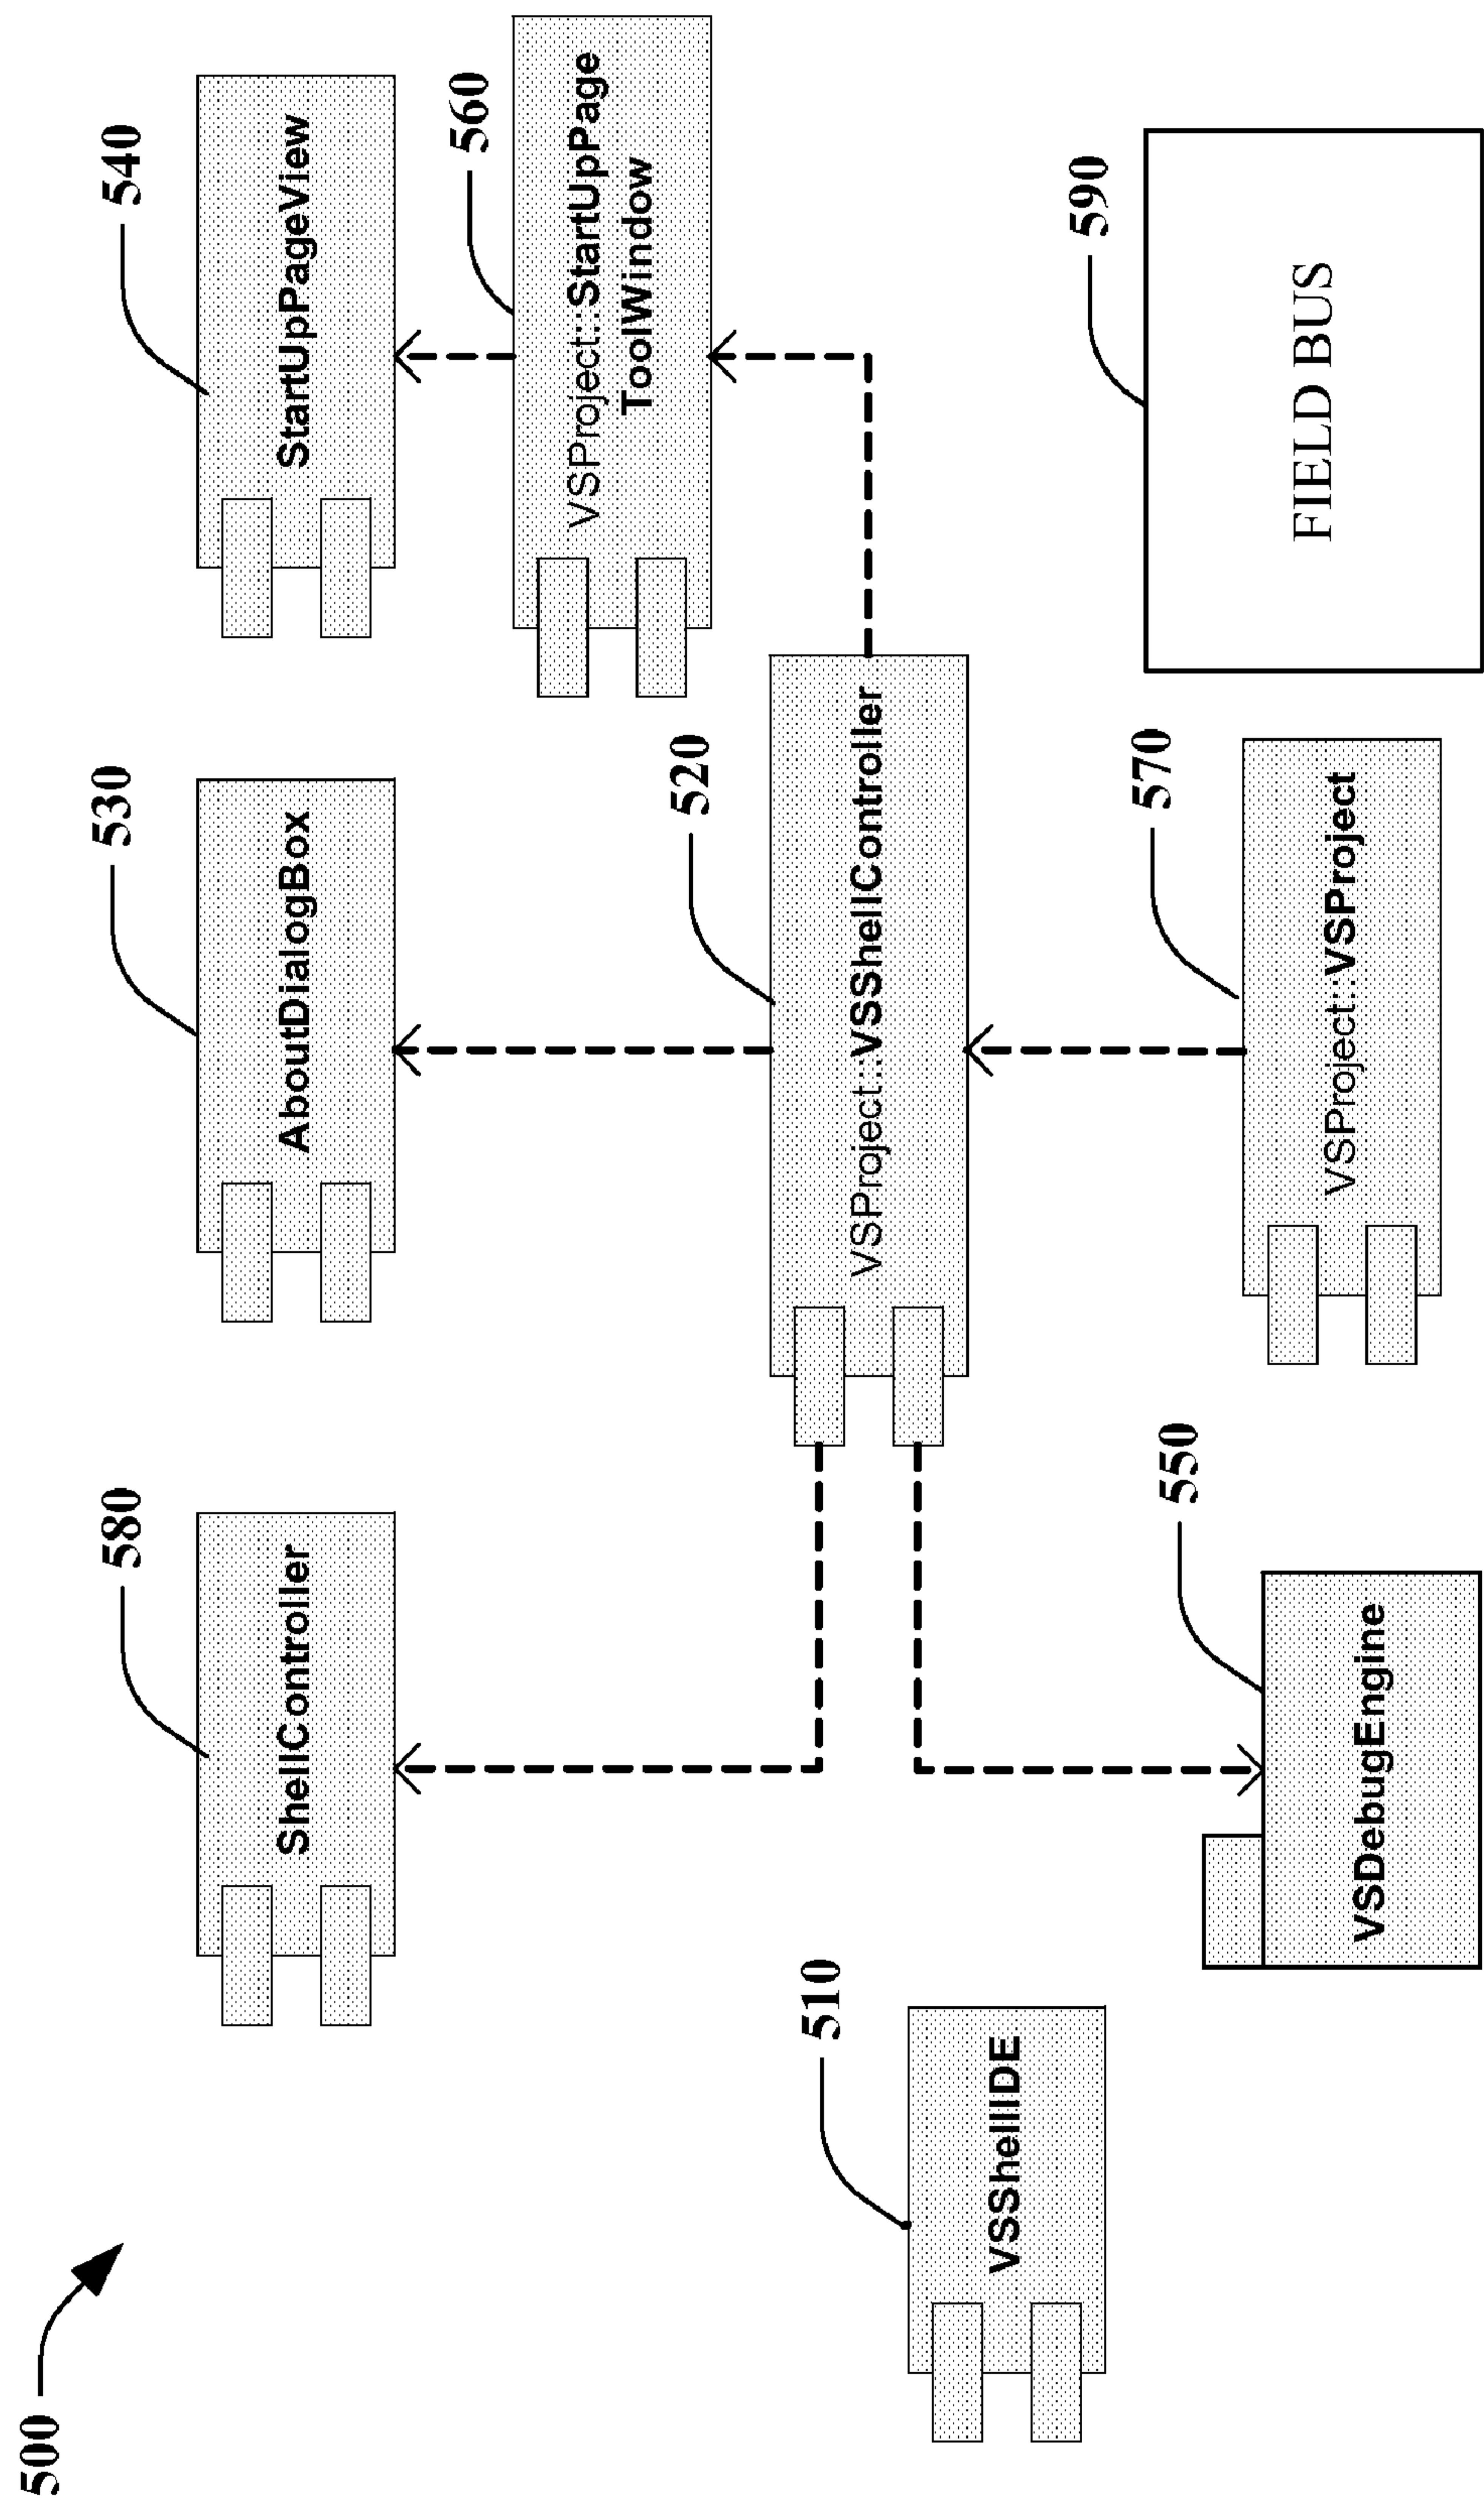 500
580
ShellController
530
AboutDialogBox
540
StartUpPageView
560
VSProject::StartUpPage
ToolWindow
520
VSProject::VSShellController
510
VSShellIDE
550
VSDebugEngine
570
VSProject::VSProject
590
FIELD BUS